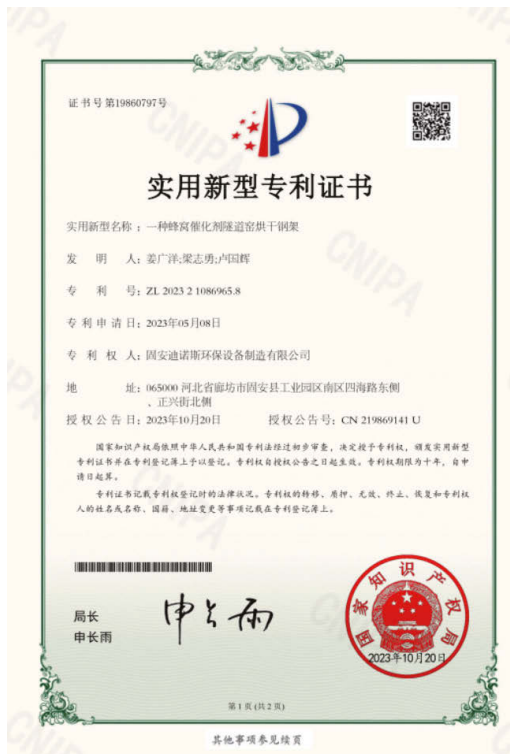 证书号第19860797号
实用新型专利证书
实用新型名称：一种蜂窝催化剂隧道窑烘干钢架
发明人：姜广洋;梁志勇;卢国辉
专利号：ZL 2023 2 1086965.8
专利申请日：2023年05月08日
专利权人：固安迪诺斯环保设备制造有限公司
地址：065000 河北省廊坊市固安县工业园区南区四海路东侧
、正兴街北侧
授权公告日：2023年10月20日 授权公告号：CN 219869141 U
国家知识产权局依照中华人民共和国专利法经过初步审查，决定授予专利权，颁发实用新型
专利证书并在专利登记簿上予以登记。专利权自授权公告之日起生效。专利权期限为十年，自申
请日起算。
专利证书记载专利权登记时的法律状况。专利权的转移、质押、无效、终止、恢复和专利权
人的姓名或名称、国籍、地址变更等事项记载在专利登记簿上。
局长
申长雨
申长雨
国家知识产权局
2023年10月20日
第1页(共2页)
其他事项参见续页
CNIPA
CNIPA
CNIPA
CNIPA